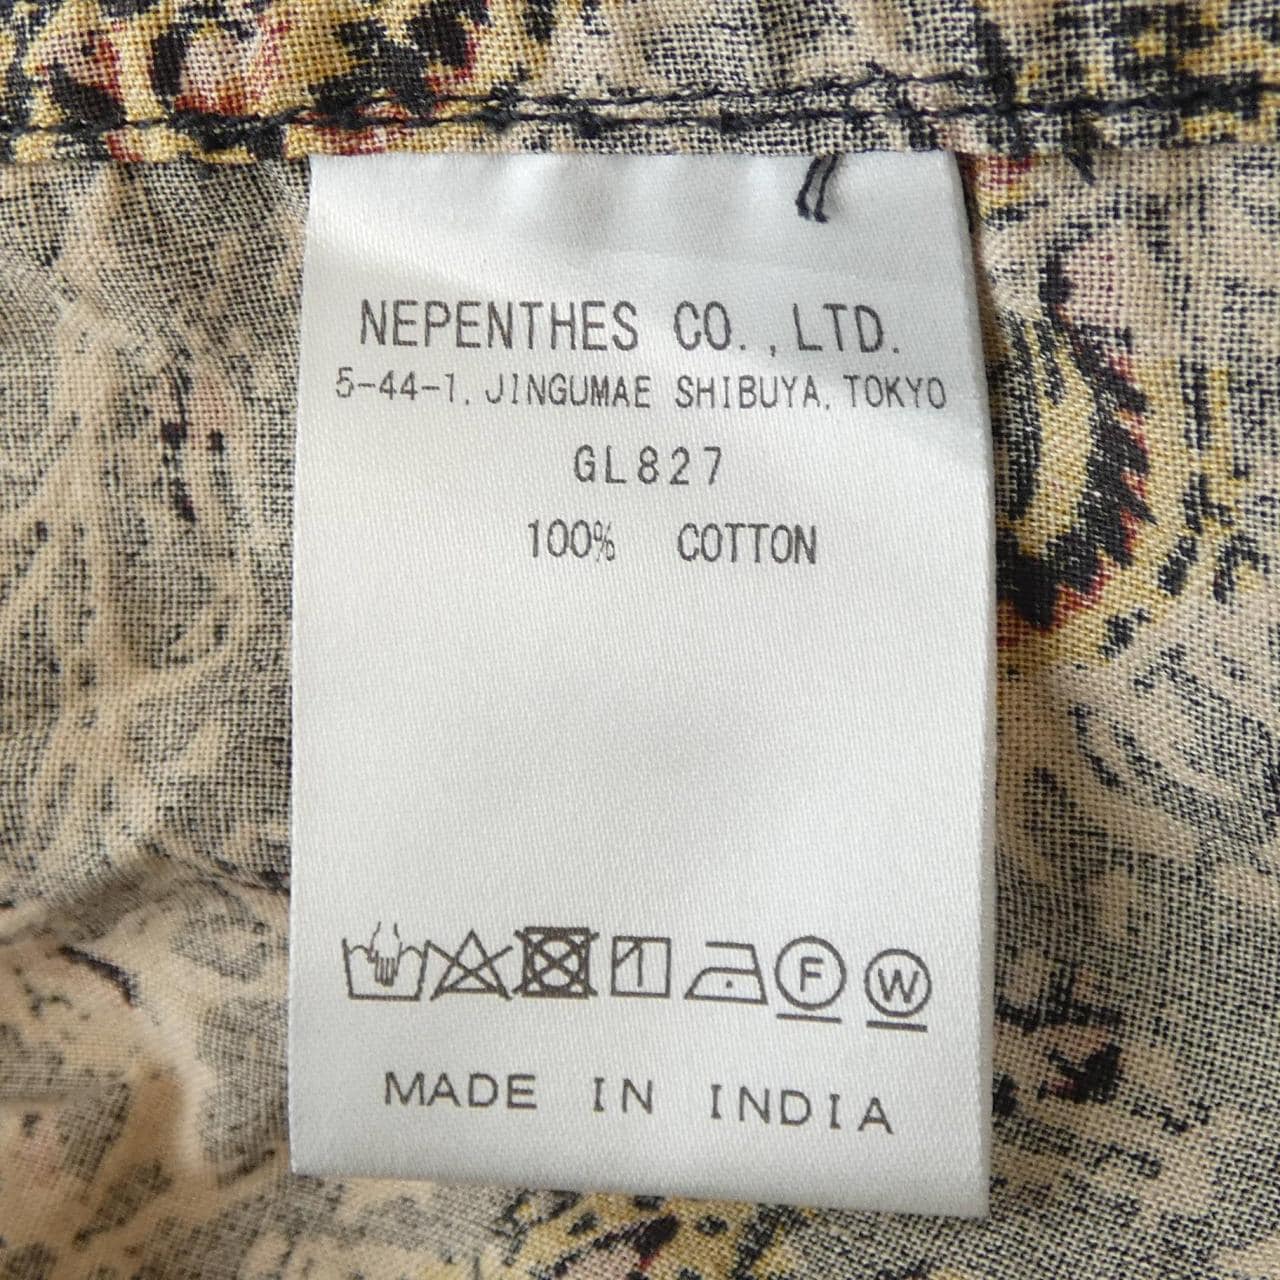 NEPENTHES CO.,LTD.
5-44-1, JINGUMAE SHIBUYA, TOKYO
GL827
100% COTTON
F W
MADE IN INDIA